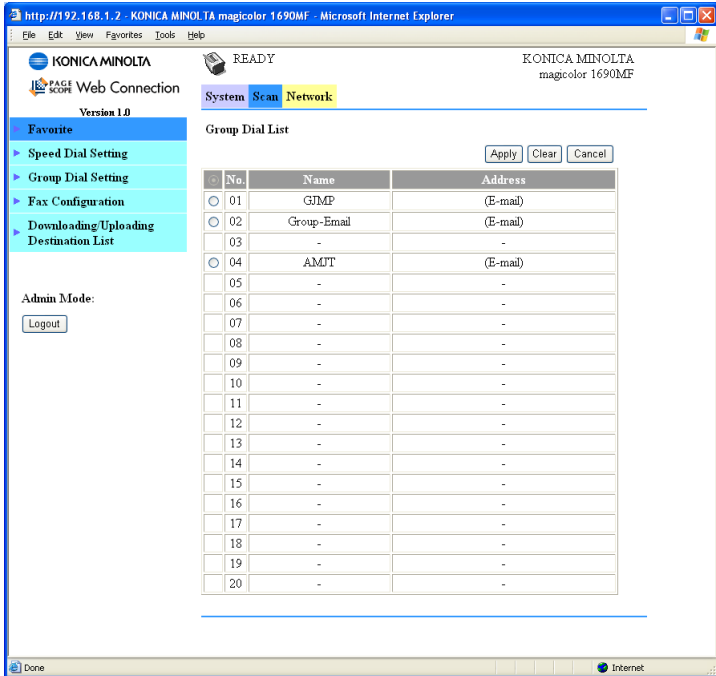 http://192.168.1.2 - KONICA MINOLTA magicolor 1690MF - Microsoft Internet Explorer
File Edit View Favorites Tools Help
KONICA MINOLTA
PAGE SCOPE Web Connection
Version 1.0
READY
KONICA MINOLTA
magicolor 1690MF
System Scan Network
Favorite
Speed Dial Setting
Group Dial Setting
Fax Configuration
Downloading/Uploading
Destination List
Admin Mode:
Logout
Group Dial List
Apply Clear Cancel
No. Name Address
01 GJMP (E-mail)
02 Group-Email (E-mail)
03 - -
04 AMJT (E-mail)
05 - -
06 - -
07 - -
08 - -
09 - -
10 - -
11 - -
12 - -
13 - -
14 - -
15 - -
16 - -
17 - -
18 - -
19 - -
20 - -
Done Internet